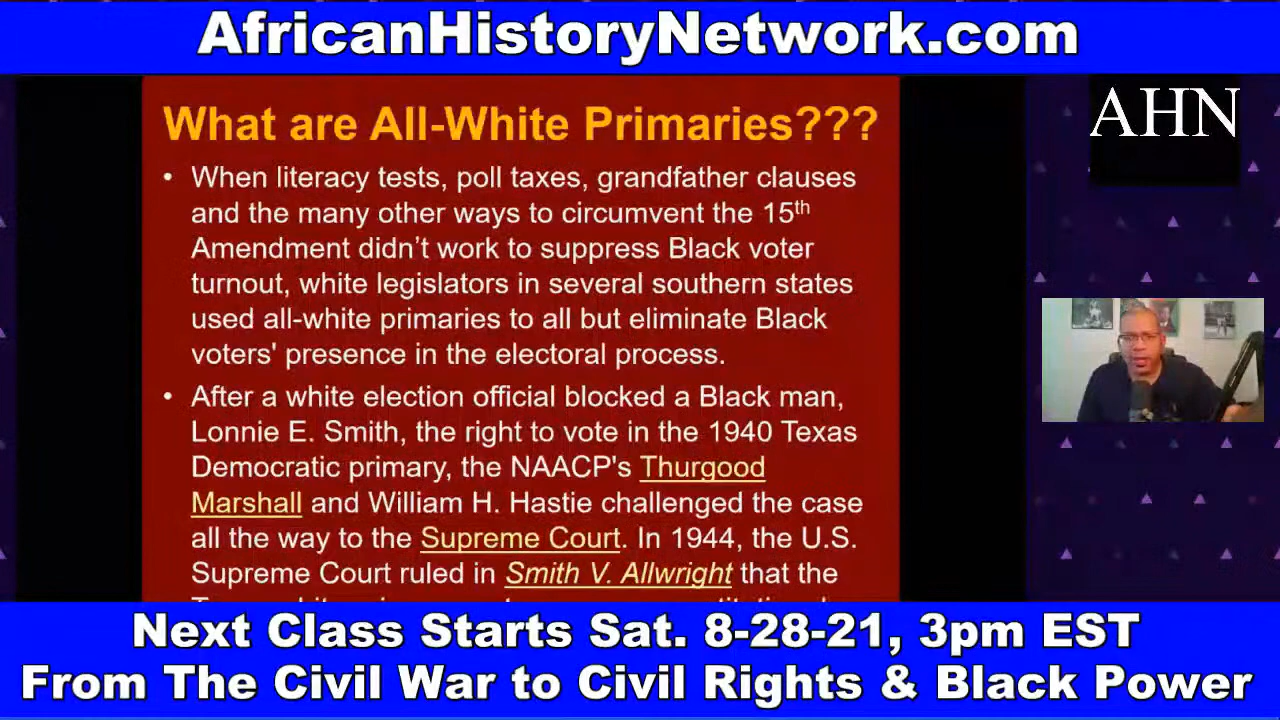 AfricanHistoryNetwork.com
AHN
What are All-White Primaries???
• When literacy tests, poll taxes, grandfather clauses
and the many other ways to circumvent the 15th
Amendment didn't work to suppress Black voter
turnout, white legislators in several southern states
used all-white primaries to all but eliminate Black
voters' presence in the electoral process.
• After a white election official blocked a Black man,
Lonnie E. Smith, the right to vote in the 1940 Texas
Democratic primary, the NAACP's Thurgood
Marshall and William H. Hastie challenged the case
all the way to the Supreme Court. In 1944, the U.S.
Supreme Court ruled in Smith V. Allwright that the
Next Class Starts Sat. 8-28-21, 3pm EST
From The Civil War to Civil Rights & Black Power